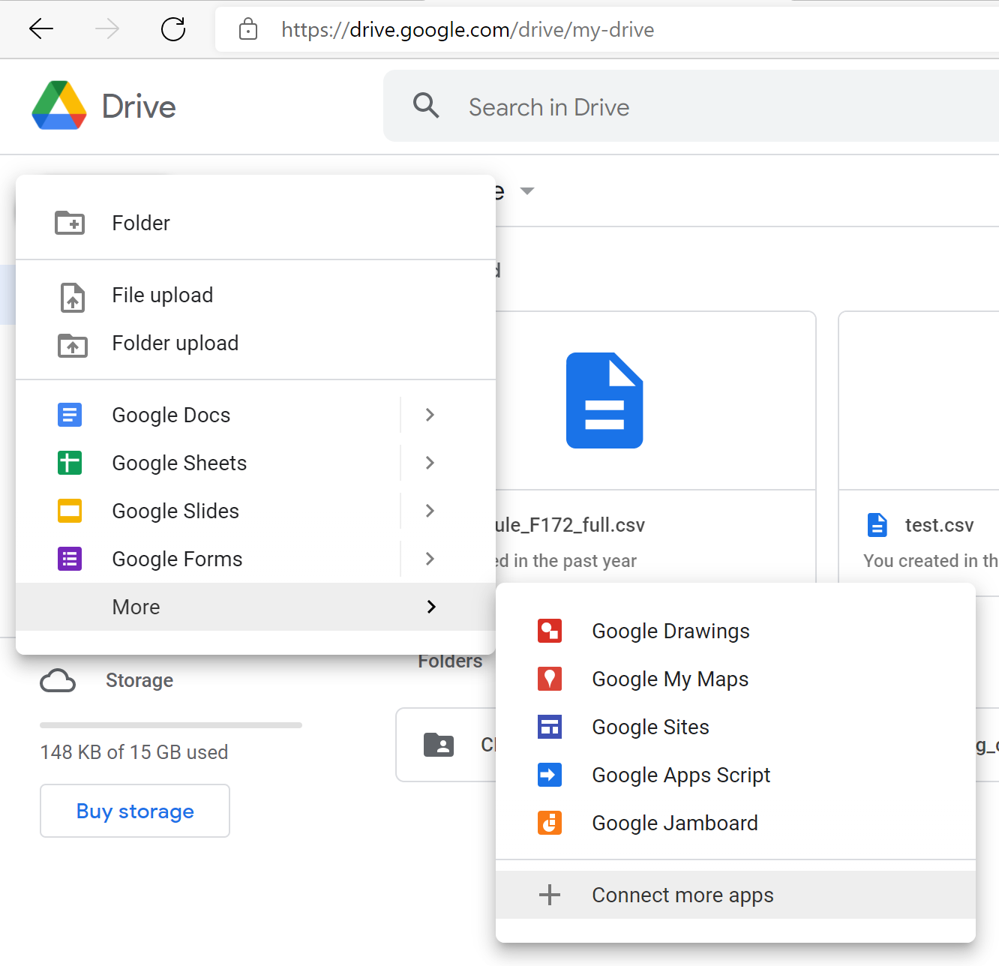 https://drive.google.com/drive/my-drive
Drive
Search in Drive
Folder
File upload
Folder upload
Google Docs
Google Sheets
Google Slides
Google Forms
More
ule_F172_full.csv
ed in the past year
test.csv
You created in th
Google Drawings
Google My Maps
Google Sites
Google Apps Script
Google Jamboard
Connect more apps
Folders
Storage
148 KB of 15 GB used
Buy storage